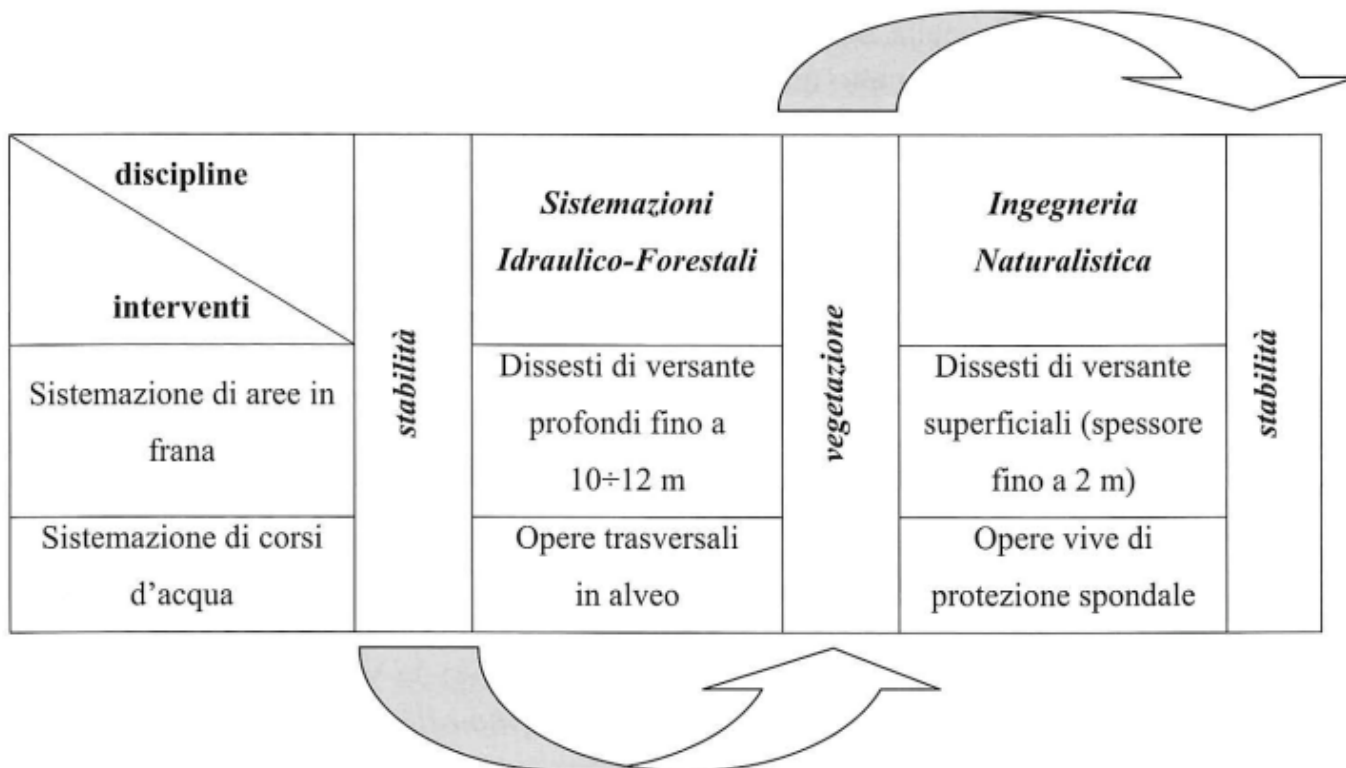 discipline
interventi
stabilità
Sistemazioni
Idraulico-Forestali
vegetazione
Ingegneria
Naturalistica
stabilità
Sistemazione di aree in
frana
Dissesti di versante
profondi fino a
10÷12 m
Dissesti di versante
superficiali (spessore
fino a 2 m)
Sistemazione di corsi
d’acqua
Opere trasversali
in alveo
Opere vive di
protezione spondale